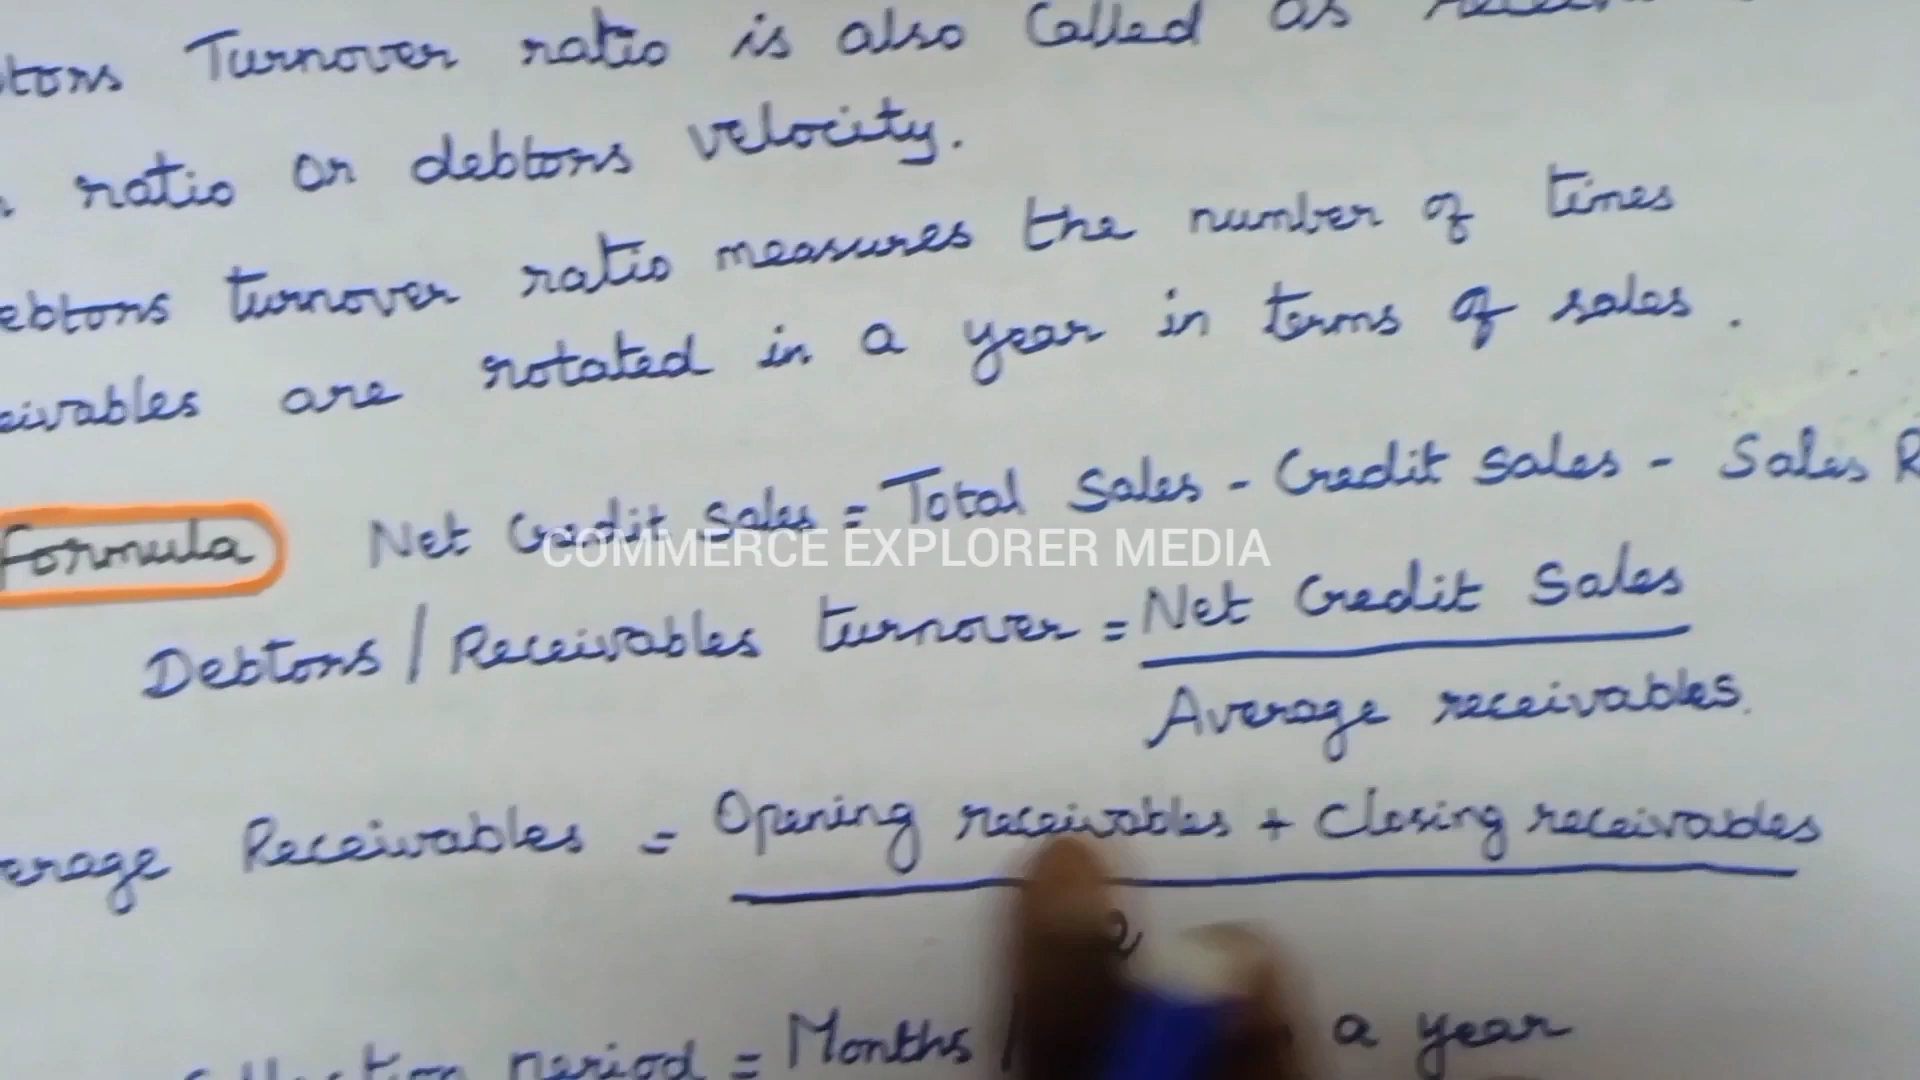 Turnover ratio is also called as
ratio or debtors velocity.
turnover ratio measures the number of times
are rotated in a year in terms of sales.
Formula Net Credit Sales = Total Sales - Credit Sales - Sales
COMMERCE EXPLORER MEDIA
Debtors / Receivables turnover = Net Credit Sales
Average receivables.
Receivables = Opening receivables + Closing receivables
2
period = Months / a year